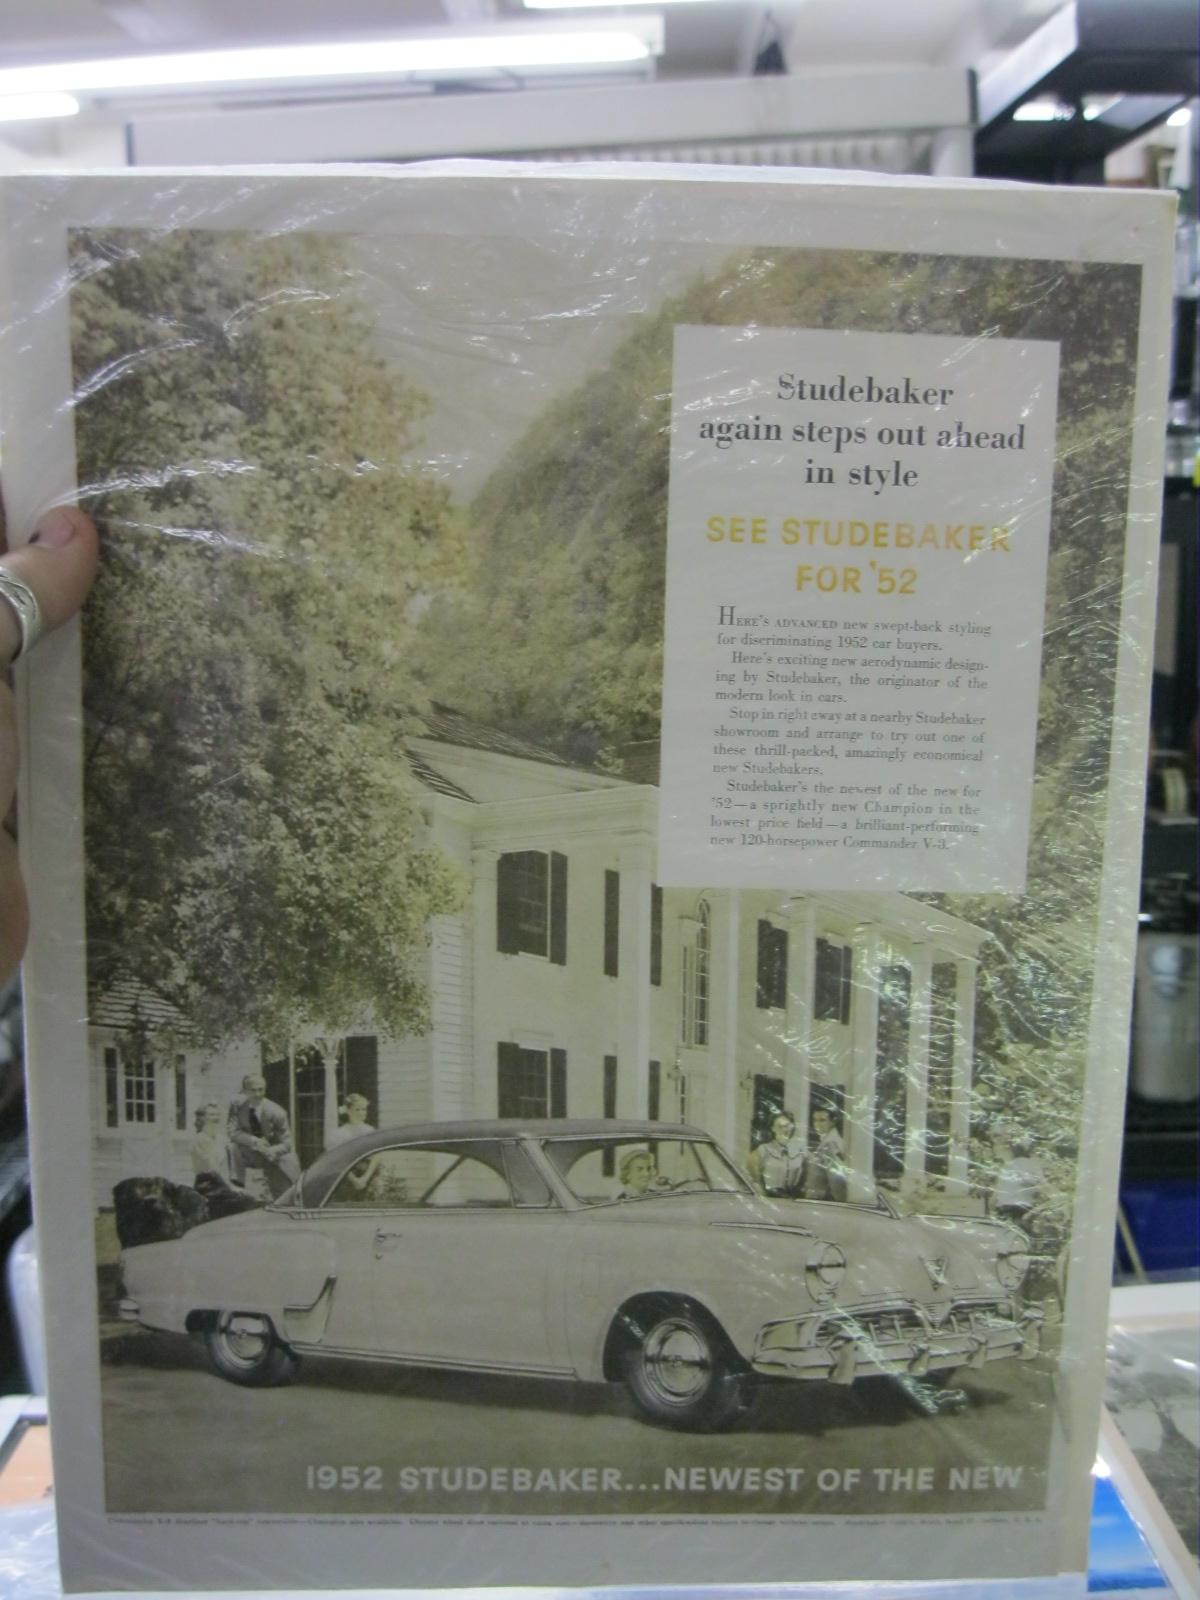 Studebaker
again steps out ahead
in style
SEE STUDEBAKER
FOR '52
HERE'S ADVANCED new swept-back styling
for discriminating 1952 car buyers.
Here's exciting new aerodynamic design-
ing by Studebaker, the originator of the
modern look in cars.
Stop in right away at a nearby Studebaker
showroom and arrange to try out one of
these thrill-packed, amazingly economical
new Studebakers.
Studebaker's the newest of the new for
'52—a sprightly new Champion in the
lowest price field—a brilliant-performing
new 120-horsepower Commander V-8.
1952 STUDEBAKER...NEWEST OF THE NEW